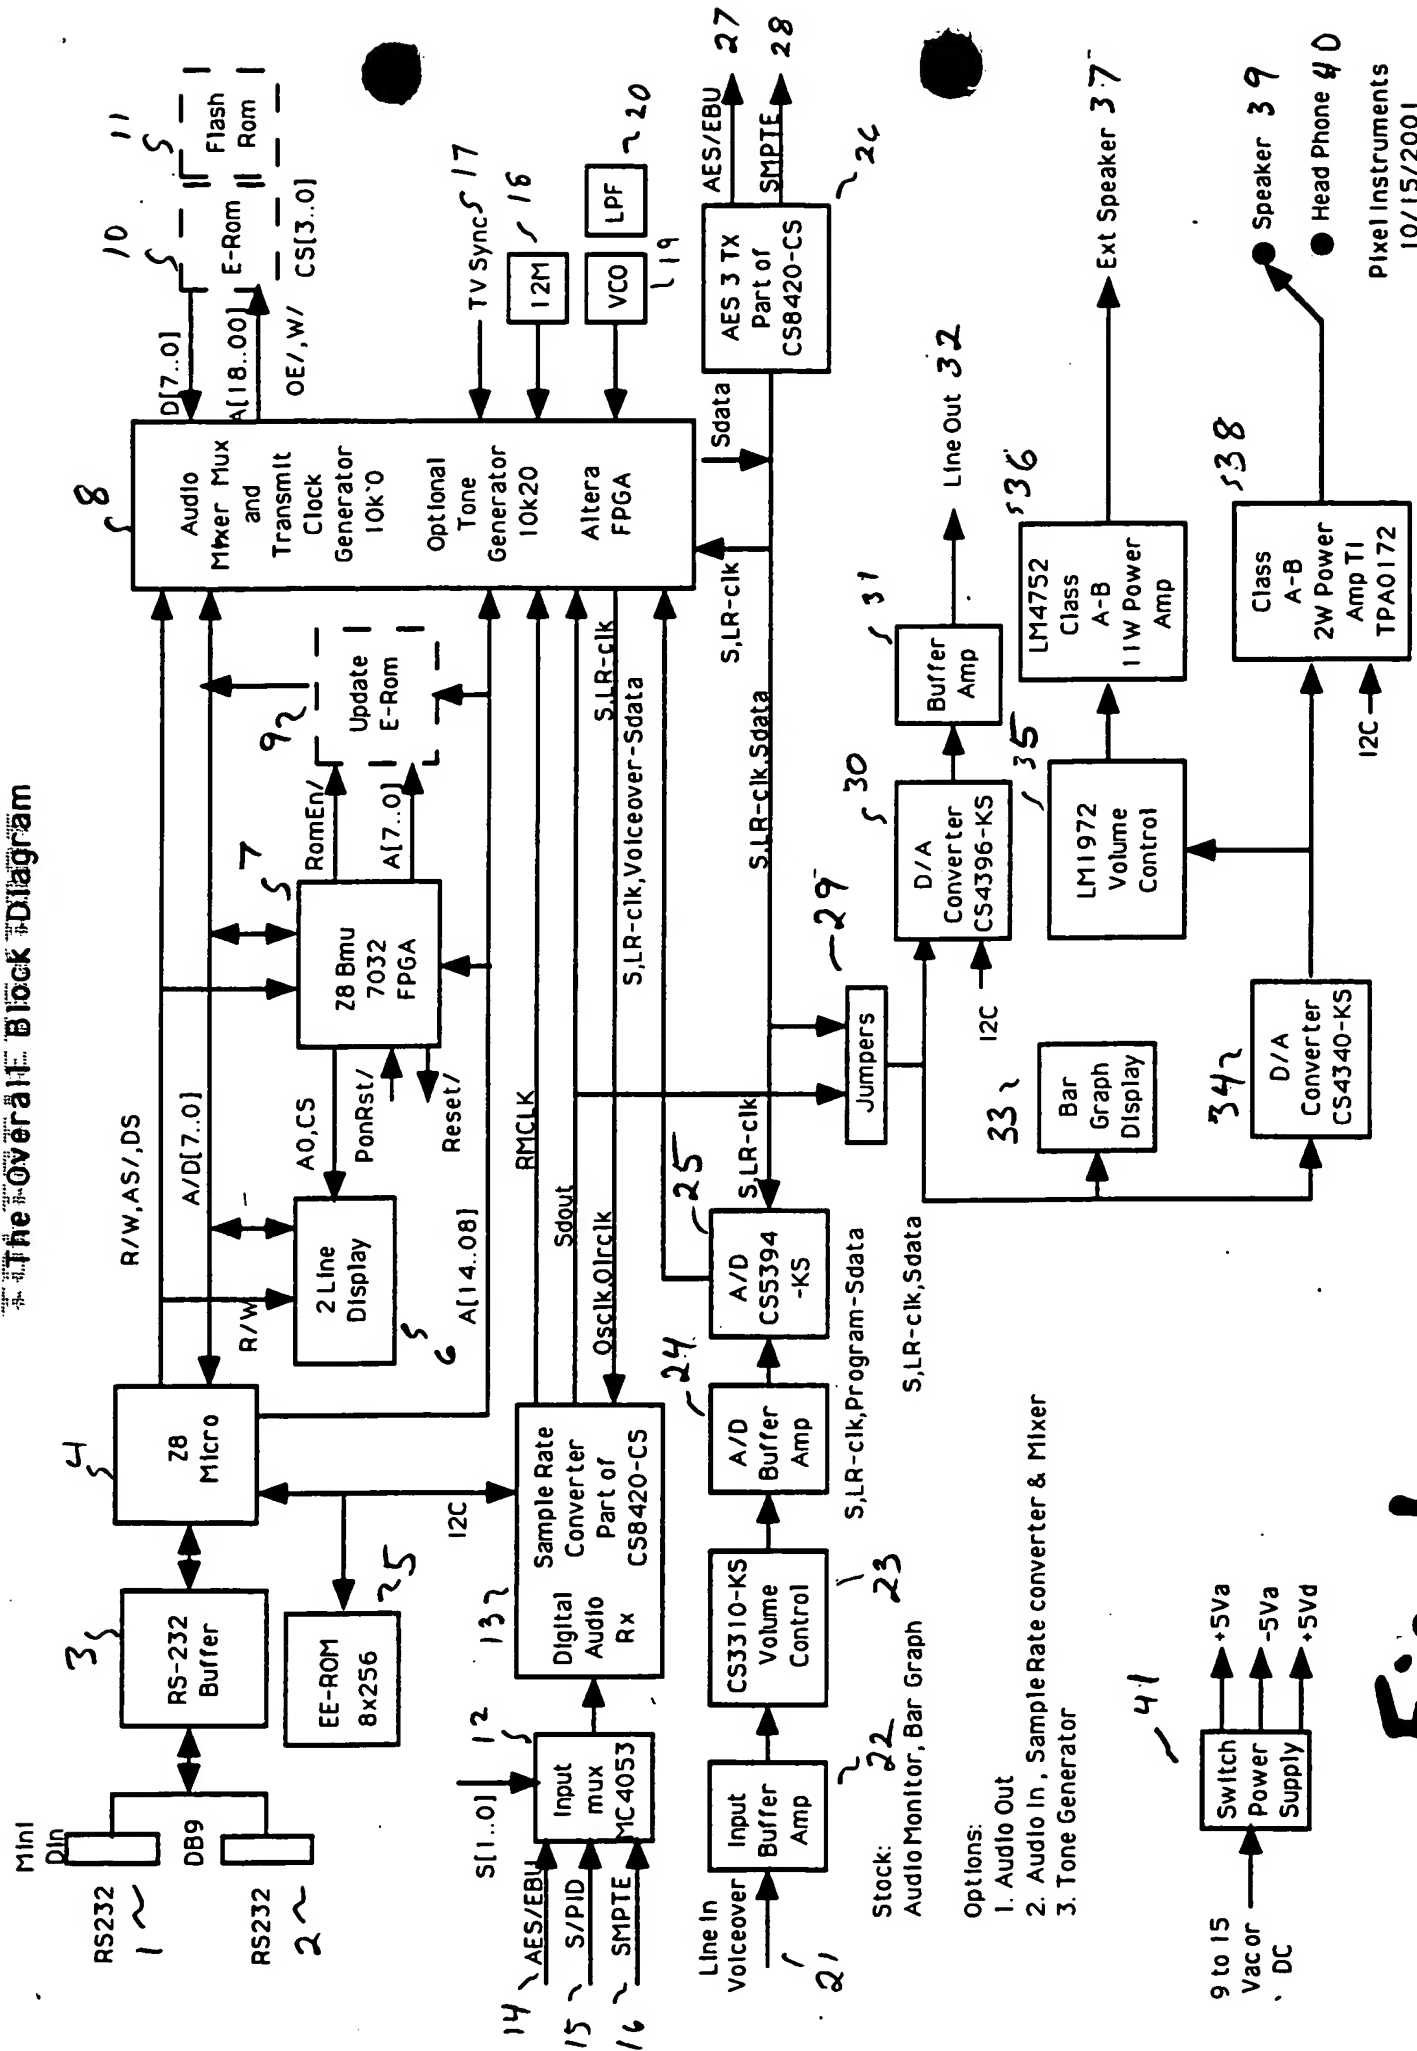 The Overall Block Diagram
Mini
Din
RS232
1
DB9
RS232
2
3
RS-232
Buffer
4
Z8
Micro
R/W,AS/,DS
A/D[7..0]
R/W
2 Line
Display
6
AO,CS
PonRst/
Reset/
Z8 Bmu
7032
FPGA
7
RomEn/
A[7..0]
9
Update
E-Rom
8
Audio
Mixer Mux
and
Transmit
Clock
Generator
Optional
Tone
Generator
10k20
Altera
FPGA
D[7..0]
A[18..00]
OE/,W/
CS[3..0]
10
E-Rom
11
Flash
Rom
EE-ROM
8x256
I2C
A[14..08]
TV Sync
17
12M
18
VCO
19
LPF
20
S[1..0]
12
Input
mux
MC4053
14
AES/EBU
15
S/PID
16
SMPTE
13
Digital
Audio
Rx
Sample Rate
Converter
Part of
CS8420-CS
RMCLK
Sdout
Osclk,Olrclk
S,LR-clk
S,LR-clk,Voiceover-Sdata
Sdata
S,LR-clk
AES 3 TX
Part of
CS8420-CS
AES/EBU
27
SMPTE
28
Line In
Voiceover
21
Input
Buffer
Amp
22
CS3310-KS
Volume
Control
23
A/D
Buffer
Amp
24
A/D
CS5394
-KS
25
S,LR-clk
S,LR-clk,Sdata
S,LR-clk,Program-Sdata
S,LR-clk,Sdata
Jumpers
29
D/A
Converter
CS4396-KS
30
I2C
Buffer
Amp
31
Line Out
32
33
Bar
Graph
Display
34
D/A
Converter
CS4340-KS
35
LM1972
Volume
Control
36
LM4752
Class
A-B
11W Power
Amp
Ext Speaker
37
38
Class
A-B
2W Power
Amp TI
TPA0172
I2C
Speaker
39
Head Phone
40
Stock:
Audio Monitor, Bar Graph
Options:
1. Audio Out
2. Audio In, Sample Rate converter & Mixer
3. Tone Generator
9 to 15
Vac or
DC
Switch
Power
Supply
41
+5Va
-5Va
+5Vd
Pixel Instruments
10/15/2001